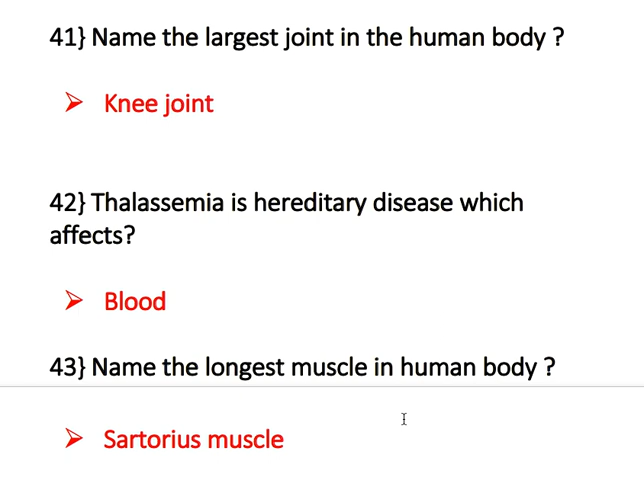 41} Name the largest joint in the human body ?
➢ Knee joint
42} Thalassemia is hereditary disease which
affects?
➢ Blood
43} Name the longest muscle in human body ?
➢ Sartorius muscle